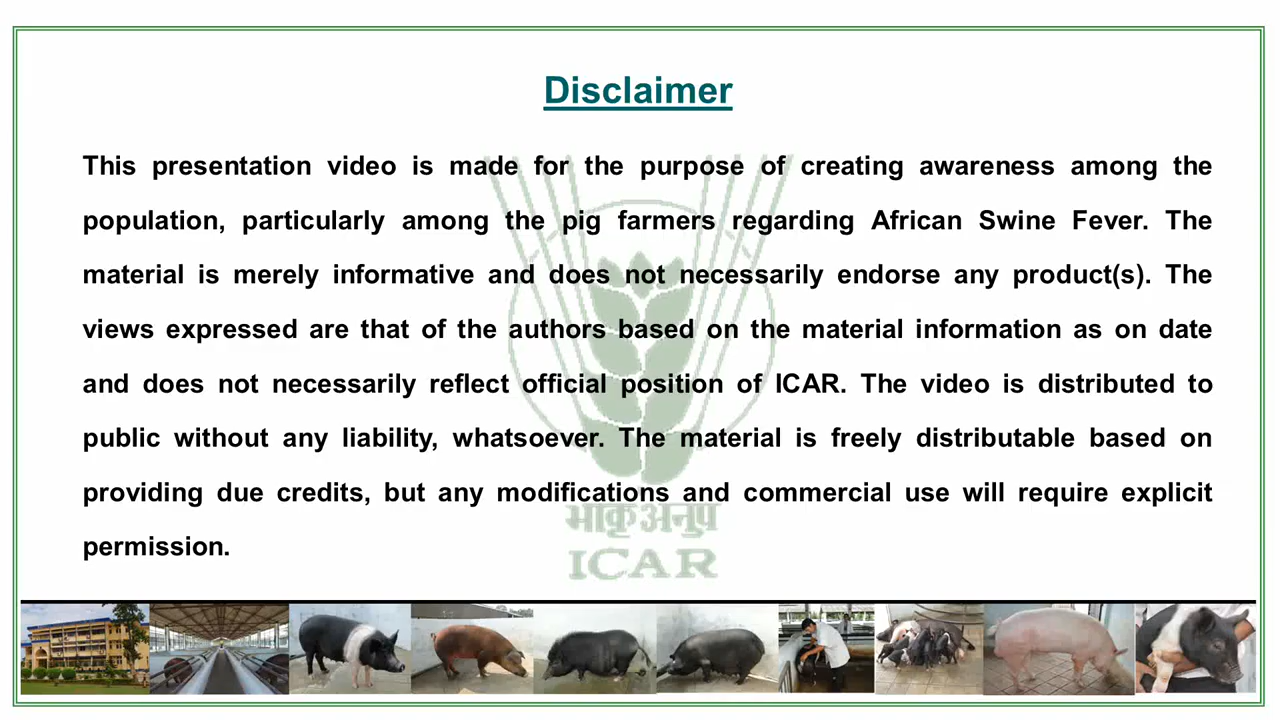 Disclaimer
This presentation video is made for the purpose of creating awareness among the
population, particularly among the pig farmers regarding African Swine Fever. The
material is merely informative and does not necessarily endorse any product(s). The
views expressed are that of the authors based on the material information as on date
and does not necessarily reflect official position of ICAR. The video is distributed to
public without any liability, whatsoever. The material is freely distributable based on
providing due credits, but any modifications and commercial use will require explicit
permission.
भाकृअनुप
ICAR